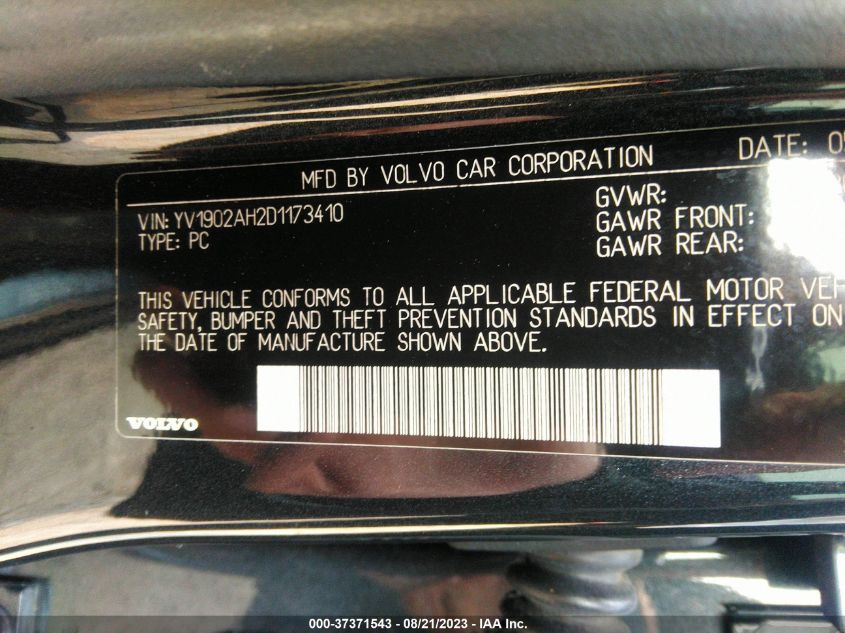 MFD BY VOLVO CAR CORPORATION DATE:
VIN: YV1902AH2D1173410
TYPE: PC
GVWR:
GAWR FRONT:
GAWR REAR:
THIS VEHICLE CONFORMS TO ALL APPLICABLE FEDERAL MOTOR
SAFETY, BUMPER AND THEFT PREVENTION STANDARDS IN EFFECT ON
THE DATE OF MANUFACTURE SHOWN ABOVE.
VOLVO
000-37371543 - 08/21/2023 - IAA Inc.